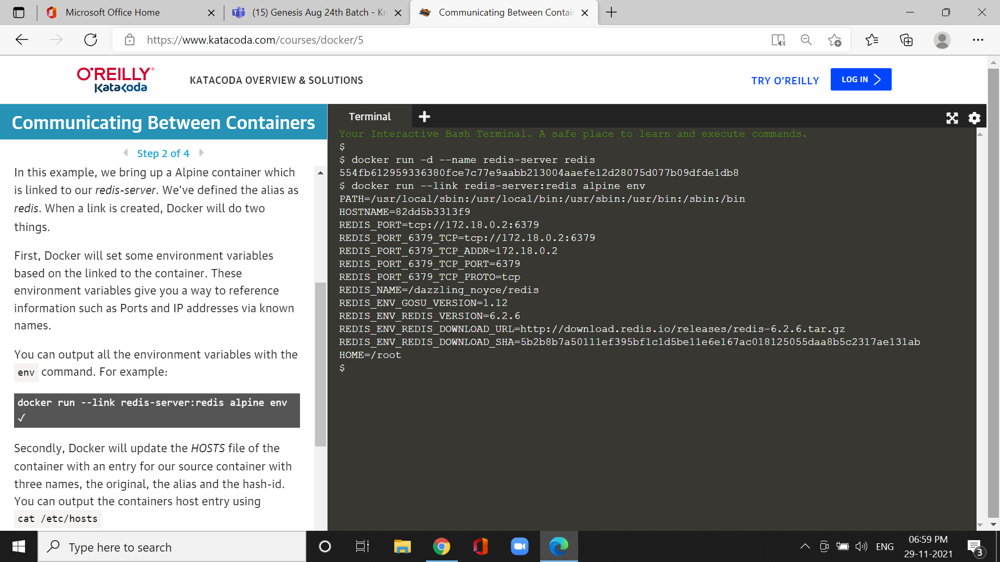 Microsoft Office Home
(15) Genesis Aug 24th Batch - Kn
Communicating Between Contai
https://www.katacoda.com/courses/docker/5
O'REILLY®
Katacoda
KATACODA OVERVIEW & SOLUTIONS
TRY O'REILLY
LOG IN
Communicating Between Containers
Step 2 of 4
In this example, we bring up a Alpine container which
is linked to our redis-server. We've defined the alias as
redis. When a link is created, Docker will do two
things.
First, Docker will set some environment variables
based on the linked to the container. These
environment variables give you a way to reference
information such as Ports and IP addresses via known
names.
You can output all the environment variables with the
env command. For example:
docker run --link redis-server:redis alpine env
✓
Secondly, Docker will update the HOSTS file of the
container with an entry for our source container with
three names, the original, the alias and the hash-id.
You can output the containers host entry using
cat /etc/hosts
Terminal
Your Interactive Bash Terminal. A safe place to learn and execute commands.
$
$ docker run -d --name redis-server redis
554fb612959336380fce7c77e9aabb213004aaefe12d28075d077b09dfde1db8
$ docker run --link redis-server:redis alpine env
PATH=/usr/local/sbin:/usr/local/bin:/usr/sbin:/usr/bin:/sbin:/bin
HOSTNAME=82dd5b3313f9
REDIS_PORT=tcp://172.18.0.2:6379
REDIS_PORT_6379_TCP=tcp://172.18.0.2:6379
REDIS_PORT_6379_TCP_ADDR=172.18.0.2
REDIS_PORT_6379_TCP_PORT=6379
REDIS_PORT_6379_TCP_PROTO=tcp
REDIS_NAME=/dazzling_noyce/redis
REDIS_ENV_GOSU_VERSION=1.12
REDIS_ENV_REDIS_VERSION=6.2.6
REDIS_ENV_REDIS_DOWNLOAD_URL=http://download.redis.io/releases/redis-6.2.6.tar.gz
REDIS_ENV_REDIS_DOWNLOAD_SHA=5b2b8b7a50111ef395bf1c1d5be11e6e167ac018125055daa8b5c2317ae131ab
HOME=/root
$
Type here to search
ENG
06:59 PM
29-11-2021
3